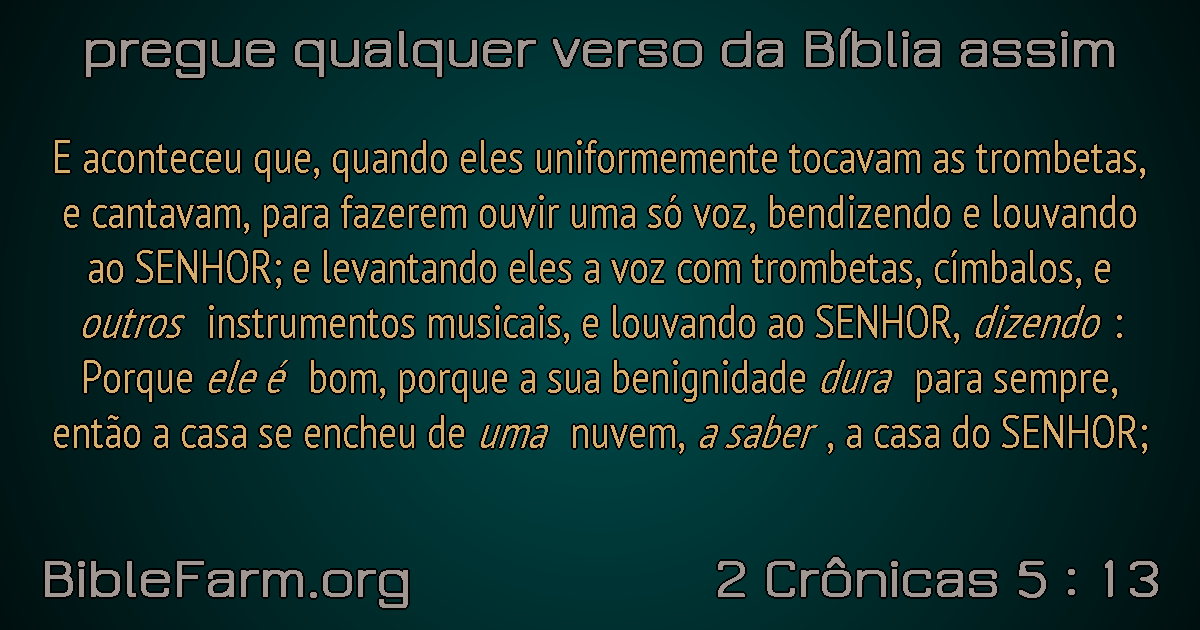 pregue qualquer verso da Bíblia assim
E aconteceu que, quando eles uniformemente tocavam as trombetas,
e cantavam, para fazerem ouvir uma só voz, bendizendo e louvando
ao SENHOR; e levantando eles a voz com trombetas, címbalos, e
outros instrumentos musicais, e louvando ao SENHOR, dizendo :
Porque ele é bom, porque a sua benignidade dura para sempre,
então a casa se encheu de uma nuvem, a saber , a casa do SENHOR;
BibleFarm.org
2 Crônicas 5 : 13